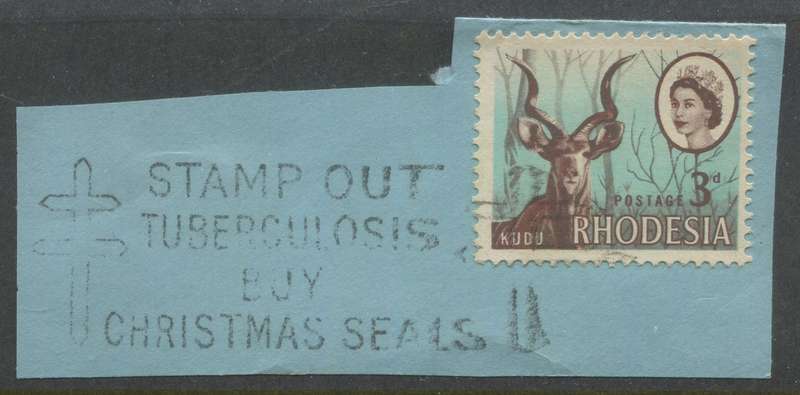 STAMP OUT
TUBERCULOSIS
BUY
CHRISTMAS SEALS
POSTAGE 3d
KUDU RHODESIA